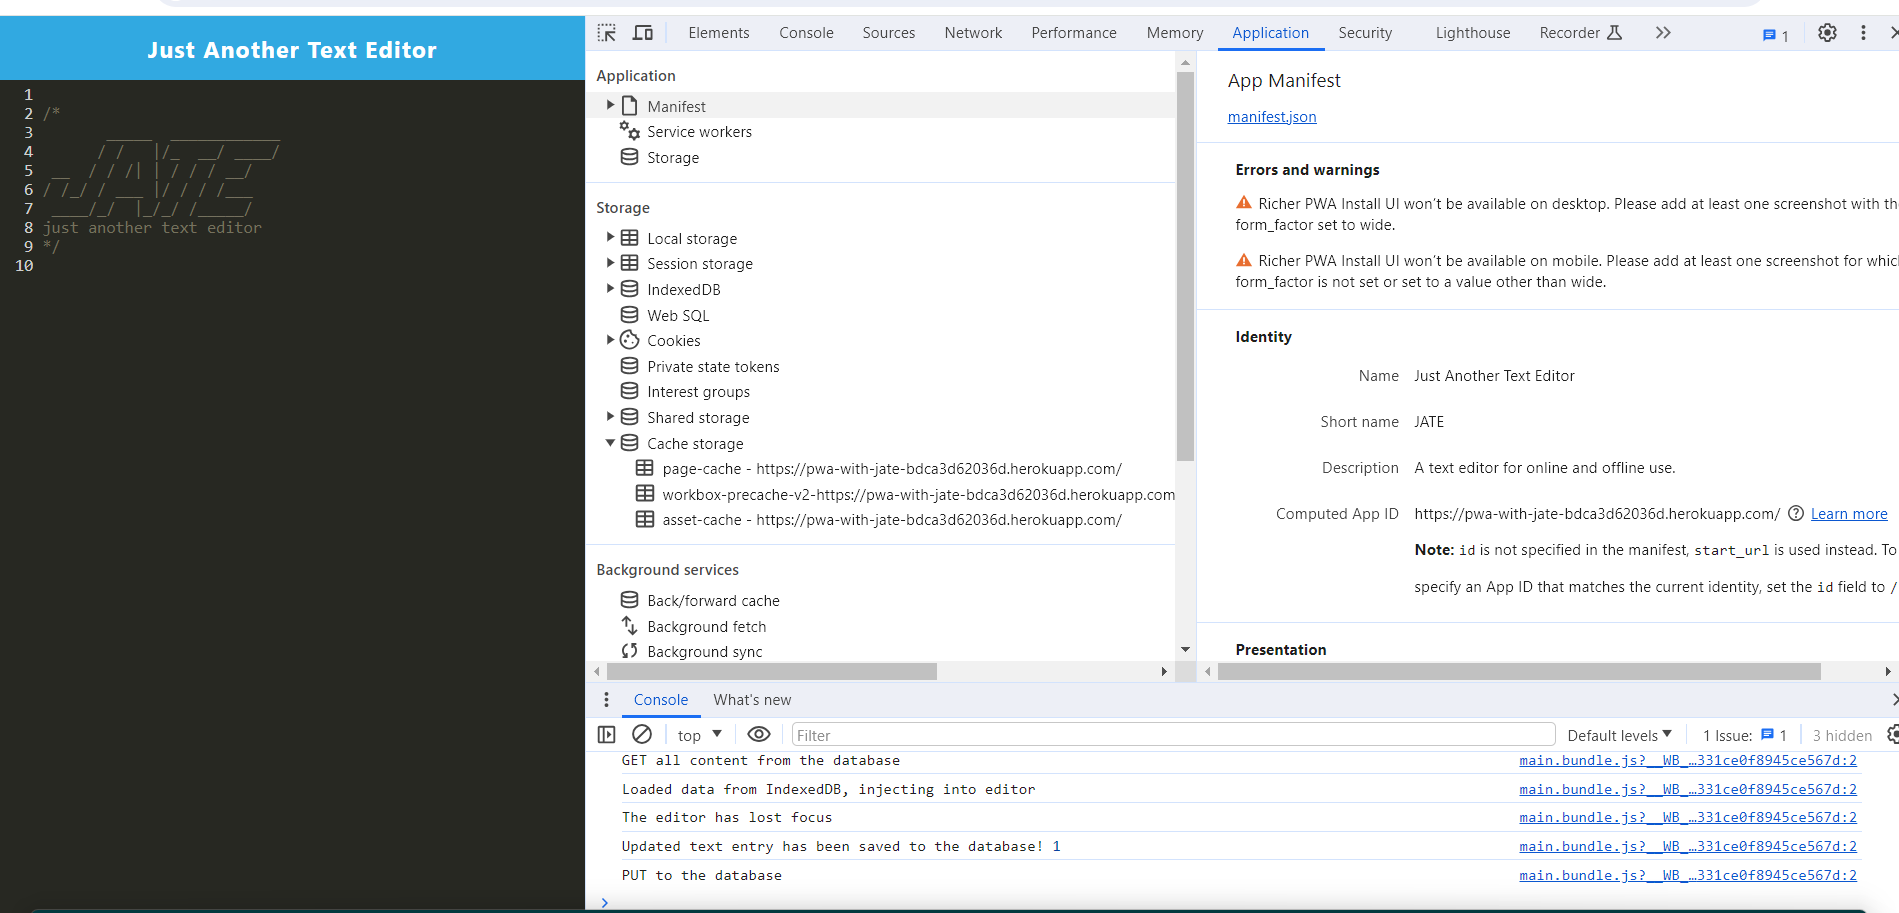 Just Another Text Editor
1
2 /*
3
4
5
6
7
8 just another text editor
9 */
10
Elements Console Sources Network Performance Memory Application Security Lighthouse Recorder 1
Application
Manifest
Service workers
Storage
Storage
Local storage
Session storage
IndexedDB
Web SQL
Cookies
Private state tokens
Interest groups
Shared storage
Cache storage
page-cache - https://pwa-with-jate-bdca3d62036d.herokuapp.com/
workbox-precache-v2-https://pwa-with-jate-bdca3d62036d.herokuapp.com
asset-cache - https://pwa-with-jate-bdca3d62036d.herokuapp.com/
Background services
Back/forward cache
Background fetch
Background sync
App Manifest
manifest.json
Errors and warnings
Richer PWA Install UI won’t be available on desktop. Please add at least one screenshot with the
form_factor set to wide.
Richer PWA Install UI won’t be available on mobile. Please add at least one screenshot for which
form_factor is not set or set to a value other than wide.
Identity
Name Just Another Text Editor
Short name JATE
Description A text editor for online and offline use.
Computed App ID https://pwa-with-jate-bdca3d62036d.herokuapp.com/ Learn more
Note: id is not specified in the manifest, start_url is used instead. To
specify an App ID that matches the current identity, set the id field to /
Presentation
Console What's new
top Filter Default levels 1 Issue: 1 3 hidden
GET all content from the database main.bundle.js?__WB_…331ce0f8945ce567d:2
Loaded data from IndexedDB, injecting into editor main.bundle.js?__WB_…331ce0f8945ce567d:2
The editor has lost focus main.bundle.js?__WB_…331ce0f8945ce567d:2
Updated text entry has been saved to the database! 1 main.bundle.js?__WB_…331ce0f8945ce567d:2
PUT to the database main.bundle.js?__WB_…331ce0f8945ce567d:2